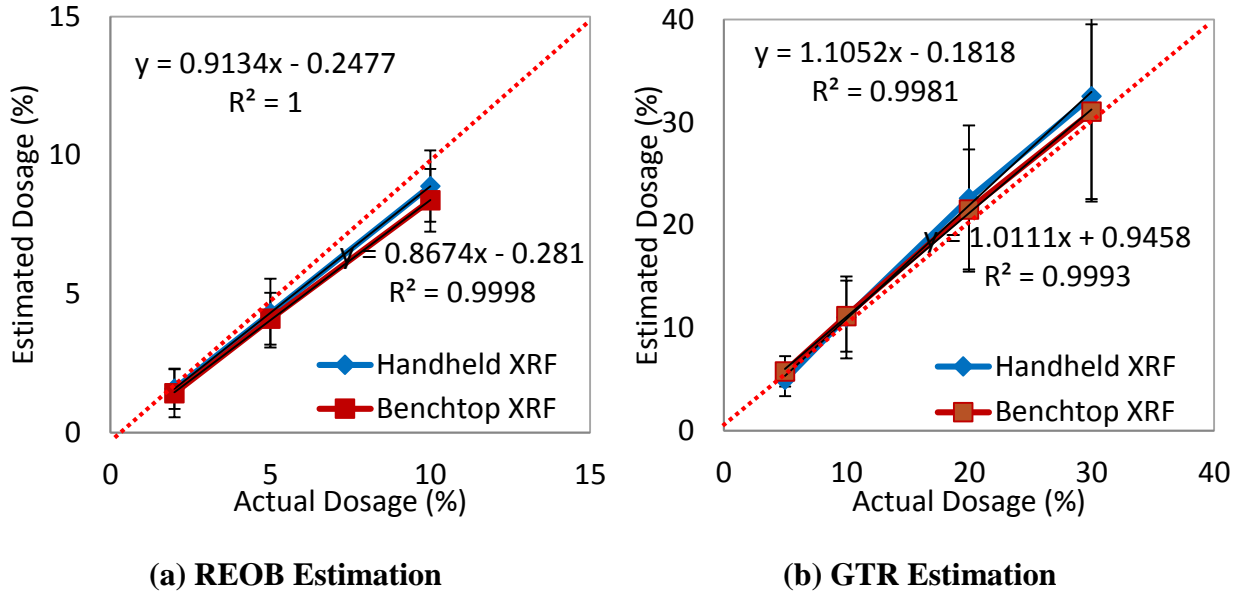 15
y = 0.9134x - 0.2477
R² = 1
10
Estimated Dosage (%)
y = 0.8674x - 0.281
R² = 0.9998
5
Handheld XRF
Benchtop XRF
0
0 5 10 15
Actual Dosage (%)
(a) REOB Estimation
40
y = 1.1052x - 0.1818
R² = 0.9981
30
Estimated Dosage (%)
20
y = 1.0111x + 0.9458
R² = 0.9993
10
Handheld XRF
Benchtop XRF
0
0 10 20 30 40
Actual Dosage (%)
(b) GTR Estimation